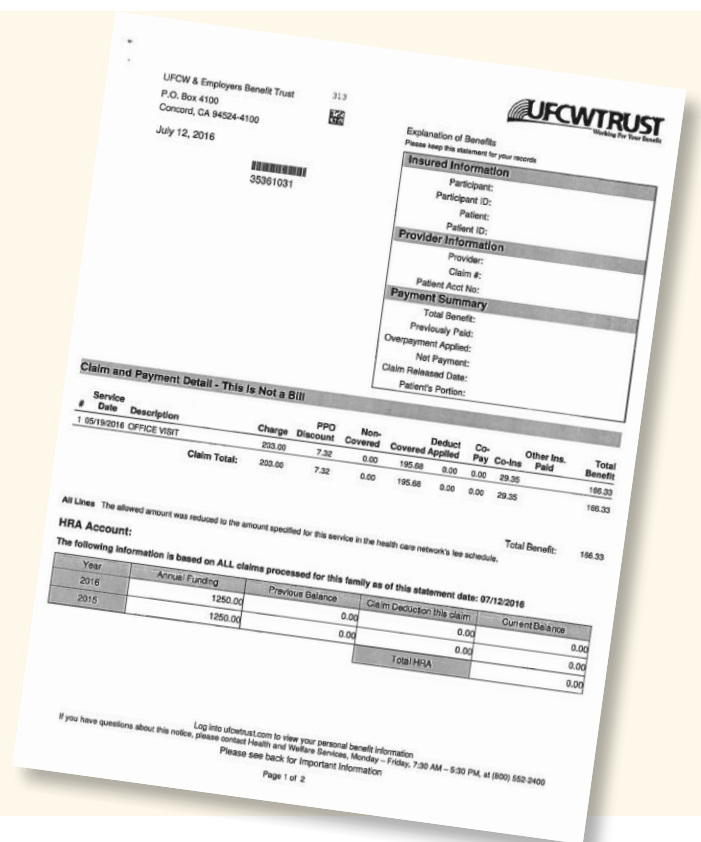 UFCW & Employers Benefit Trust
P.O. Box 4100
Concord, CA 94524-4100
313
July 12, 2016
35361031
UFCWTRUST
Working For Your Benefit
Explanation of Benefits
Please keep this statement for your records
Insured Information
Participant:
Participant ID:
Patient:
Patient ID:
Provider Information
Provider:
Claim #:
Patient Acct No:
Payment Summary
Total Benefit:
Previously Paid:
Overpayment Applied:
Net Payment:
Claim Released Date:
Patient's Portion:
Claim and Payment Detail - This Is Not a Bill
# Service Date Description Charge PPO Discount Non-Covered Covered Deduct Applied Co-Pay Co-Ins Other Ins. Paid Total Benefit
1 05/19/2016 OFFICE VISIT 203.00 7.32 0.00 195.68 0.00 0.00 29.35 166.33
Claim Total: 203.00 7.32 0.00 195.68 0.00 0.00 29.35 166.33
Total Benefit: 166.33
All Lines The allowed amount was reduced to the amount specified for this service in the health care network's fee schedule.
HRA Account:
The following information is based on ALL claims processed for this family as of this statement date: 07/12/2016
Year Annual Funding Previous Balance Claim Deduction this claim Current Balance
2016 1250.00 0.00 0.00 0.00
2015 1250.00 0.00 0.00 0.00
Total HRA 0.00
Log into ufcwtrust.com to view your personal benefit information
If you have questions about this notice, please contact Health and Welfare Services, Monday – Friday, 7:30 AM – 5:30 PM, at (800) 552-2400
Please see back for Important Information
Page 1 of 2